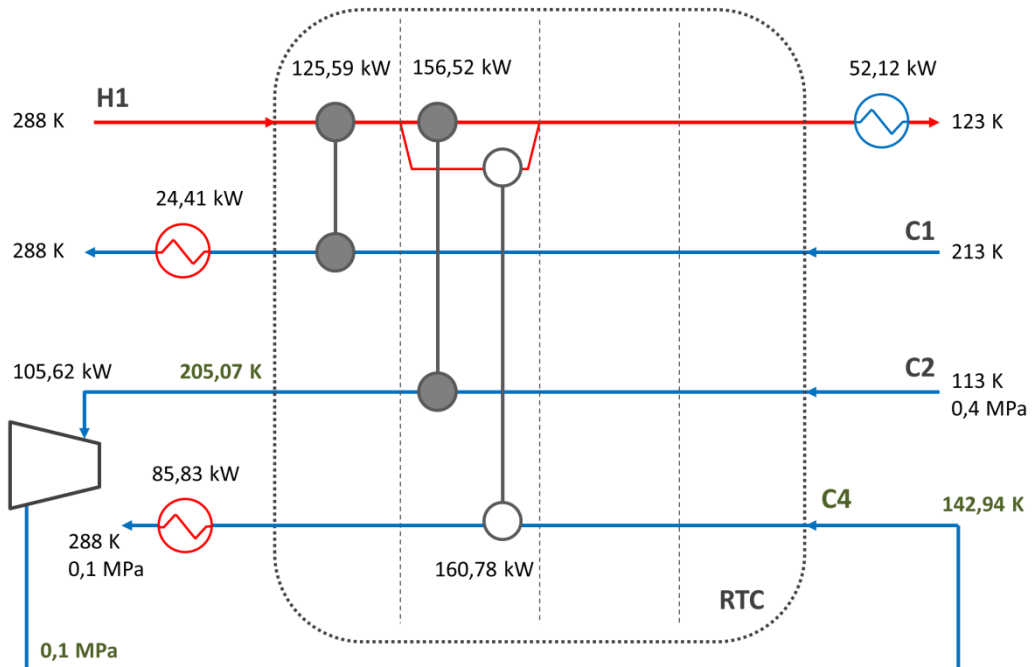 125,59 kW
156,52 kW
52,12 kW
H1
288 K
123 K
24,41 kW
C1
288 K
213 K
105,62 kW
205,07 K
C2
113 K
0,4 MPa
85,83 kW
C4
142,94 K
288 K
0,1 MPa
160,78 kW
RTC
0,1 MPa